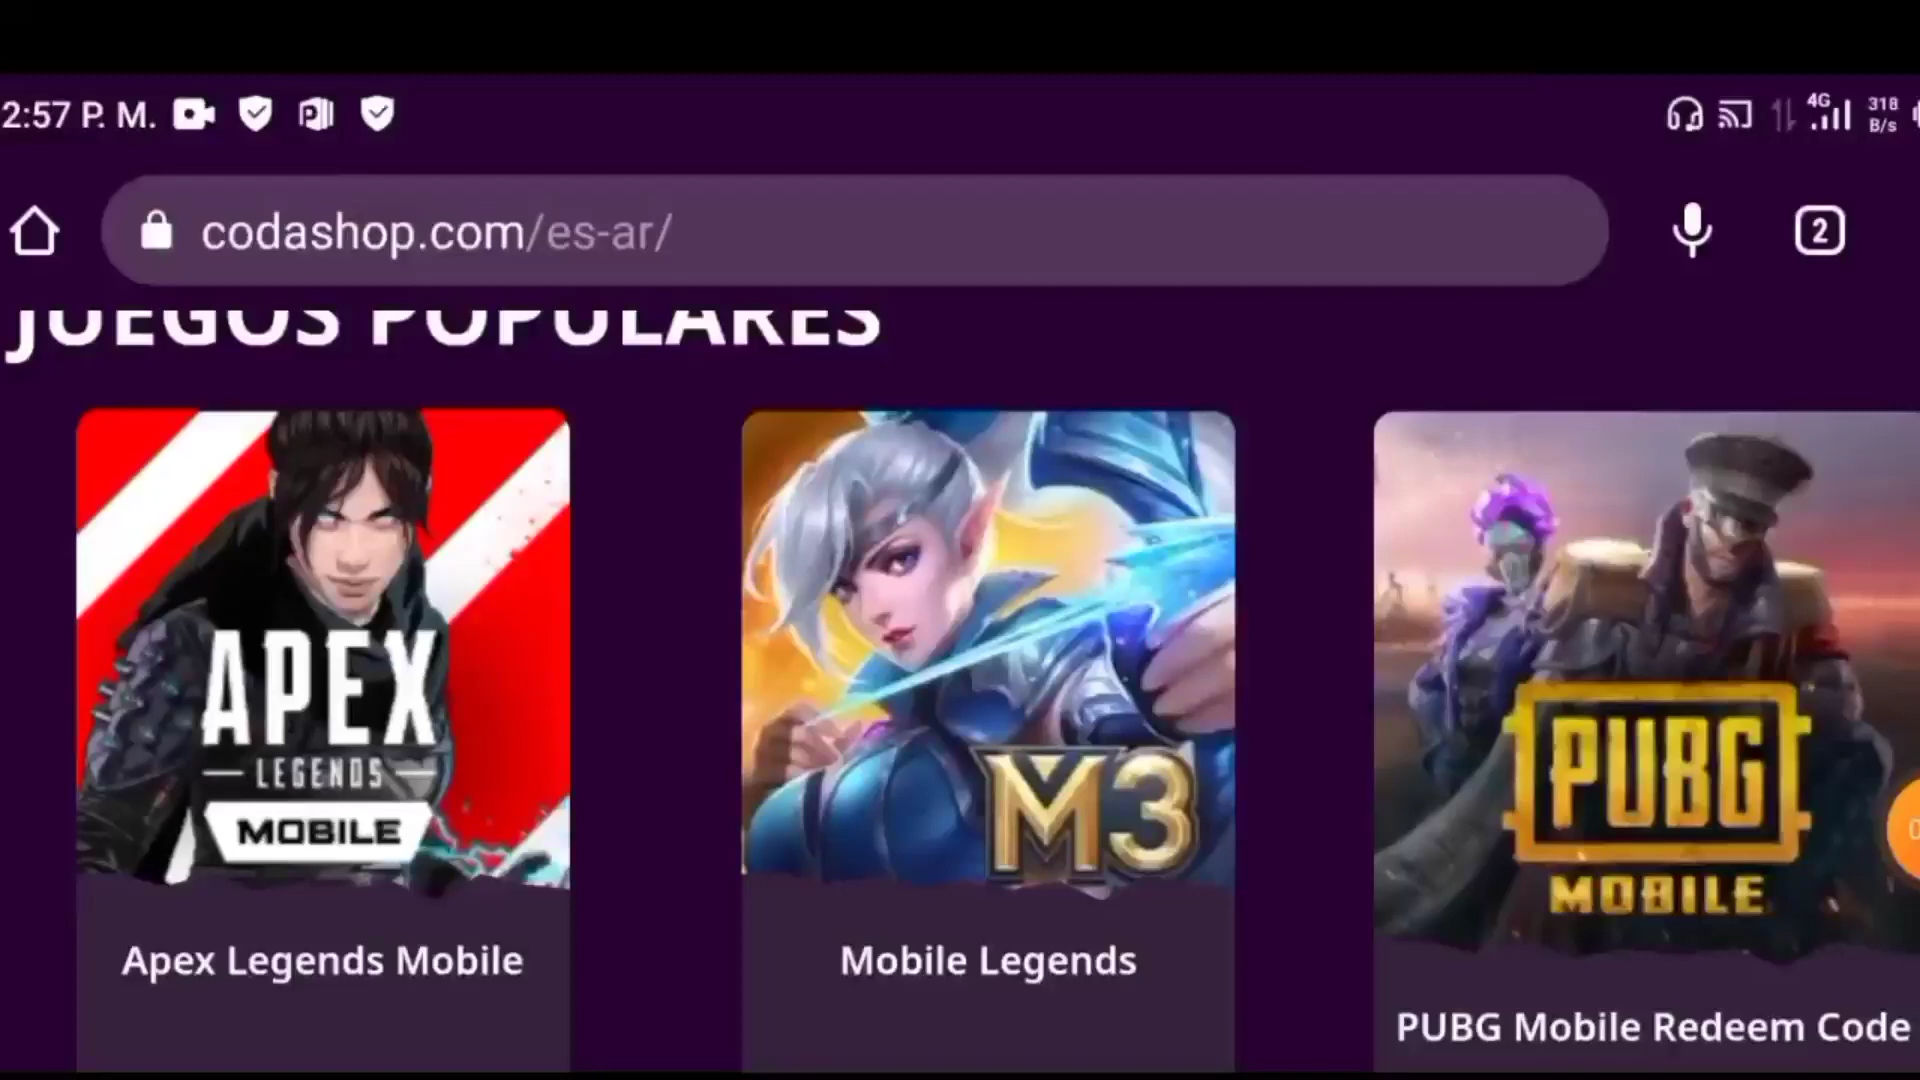 2:57 P. M.
4G
318
B/s
codashop.com/es-ar/
2
JUEGOS POPULARES
APEX
LEGENDS
MOBILE
M3
PUBG
MOBILE
Apex Legends Mobile
Mobile Legends
PUBG Mobile Redeem Code